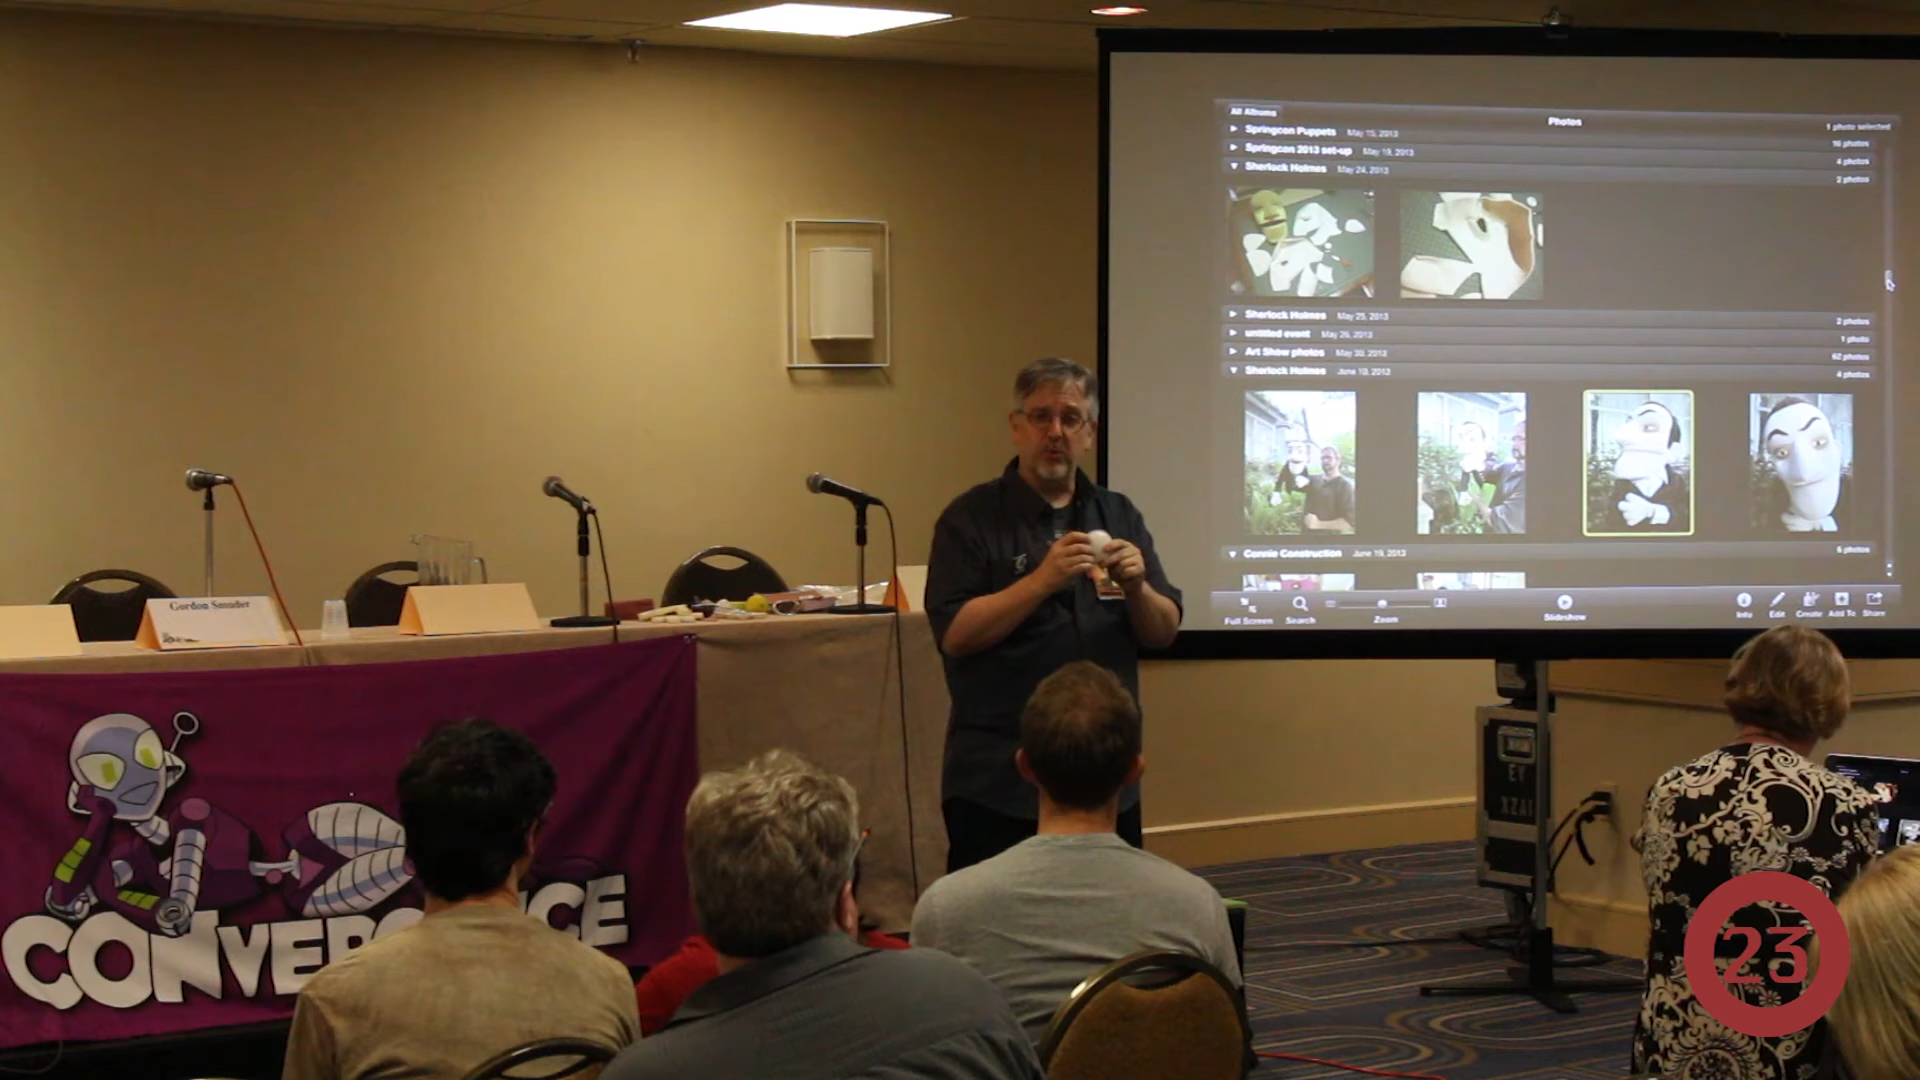 All Albums
Photos
1 photo selected
Springcon Puppets May 15, 2013
16 photos
Springcon 2013 set-up May 19, 2013
4 photos
Sherlock Holmes May 24, 2013
2 photos
Sherlock Holmes May 25, 2013
2 photos
untitled event May 26, 2013
1 photo
Art Show photos May 30, 2013
62 photos
Sherlock Holmes June 10, 2013
4 photos
Connie Construction June 19, 2013
6 photos
Full Screen
Search
Zoom
Slideshow
Info
Edit
Create
Add To
Share
Gordon Smuder
CONVER CE
23